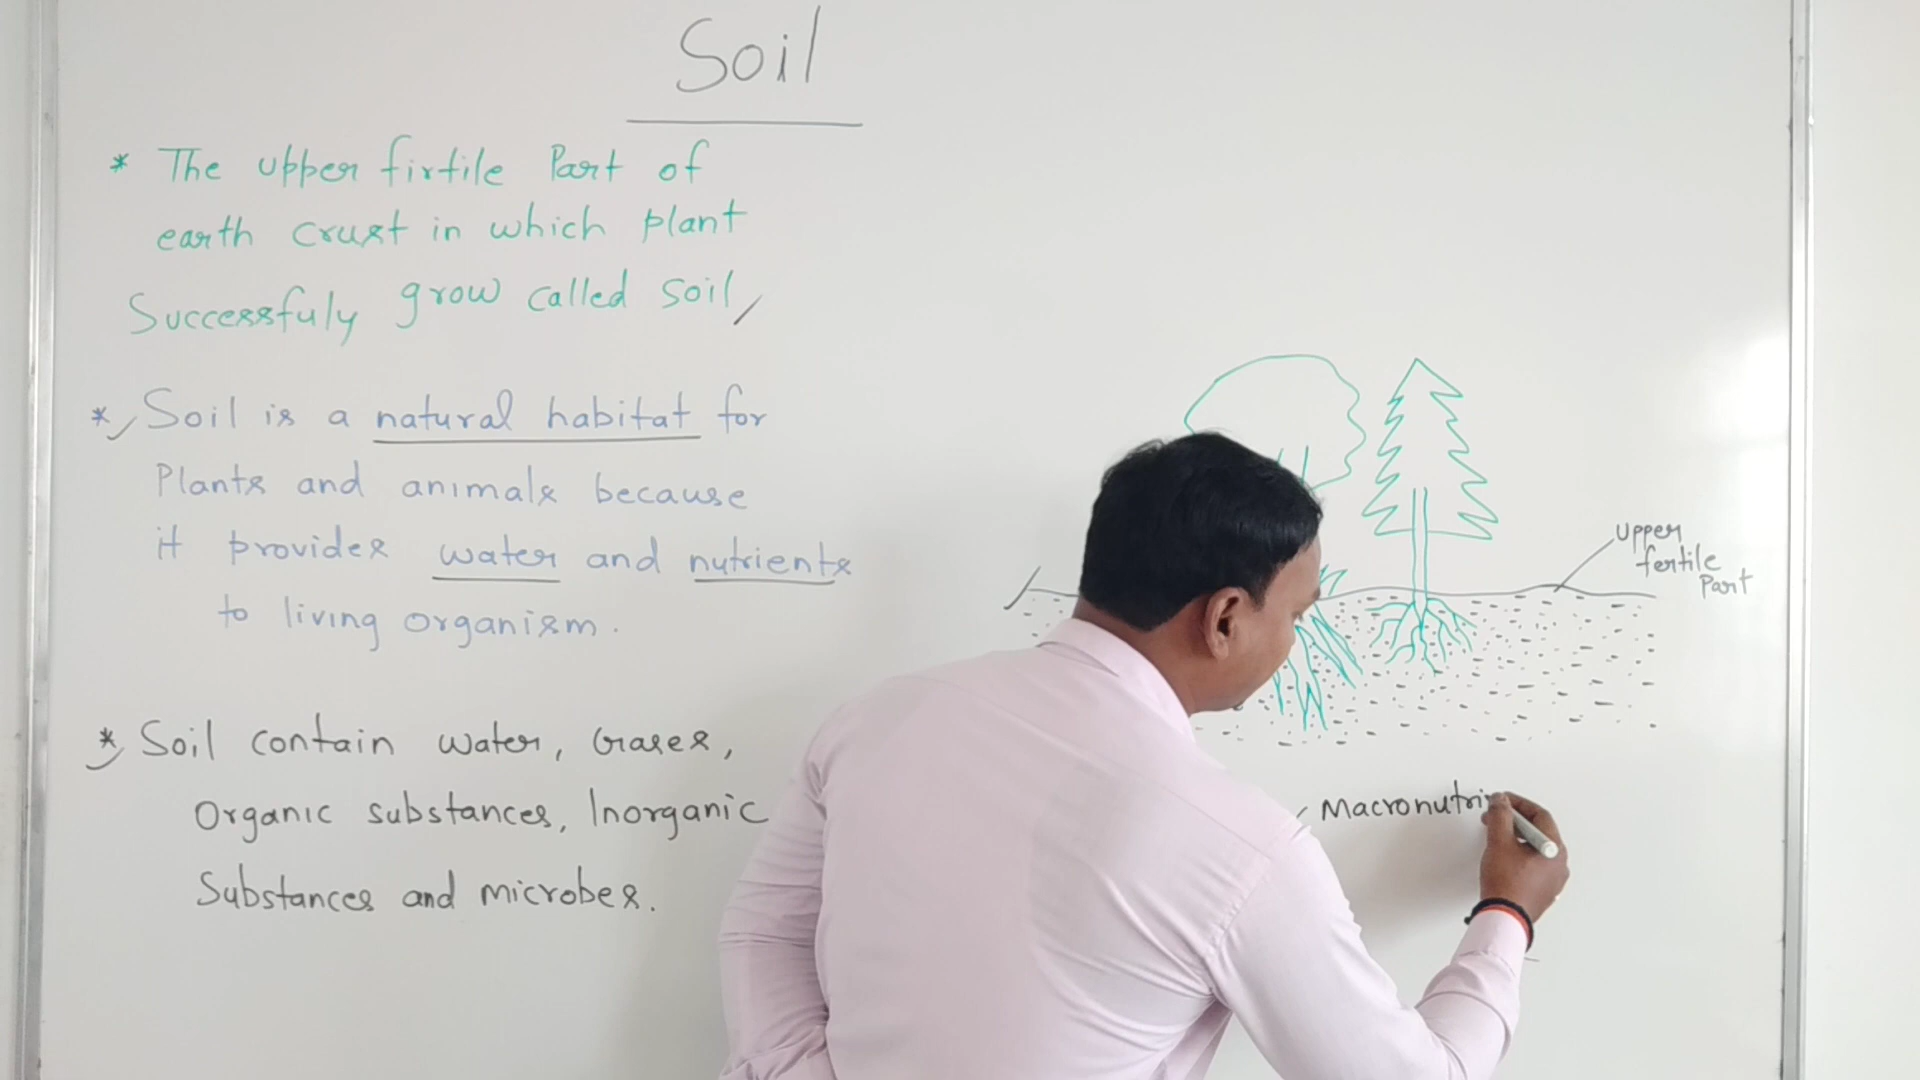 Soil
* The upper firtile Part of
earth crust in which plant
Successfuly grow called soil,
* Soil is a natural habitat for
Plants and animals because
it provides water and nutrients
to living organism.
* Soil contain water, Gases,
Organic substances, Inorganic
Substances and microbes.
Upper
fertile
Part
Macronutri